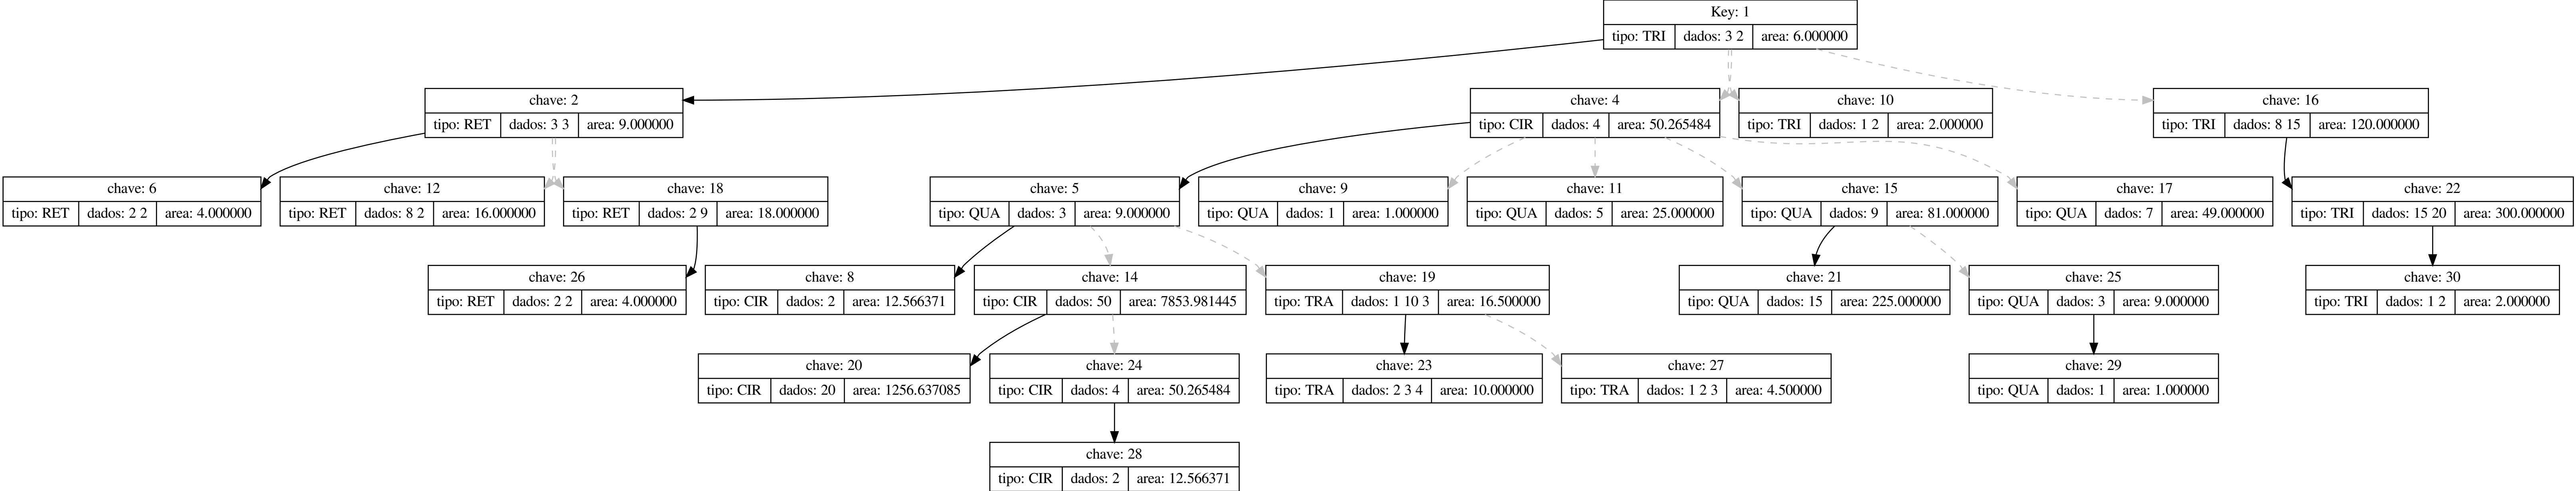 Key: 1
tipo: TRI dados: 3 2 area: 6.000000
chave: 2
tipo: RET dados: 3 3 area: 9.000000
chave: 4
tipo: CIR dados: 4 area: 50.265484
chave: 10
tipo: TRI dados: 1 2 area: 2.000000
chave: 16
tipo: TRI dados: 8 15 area: 120.000000
chave: 6
tipo: RET dados: 2 2 area: 4.000000
chave: 12
tipo: RET dados: 8 2 area: 16.000000
chave: 18
tipo: RET dados: 2 9 area: 18.000000
chave: 5
tipo: QUA dados: 3 area: 9.000000
chave: 9
tipo: QUA dados: 1 area: 1.000000
chave: 11
tipo: QUA dados: 5 area: 25.000000
chave: 15
tipo: QUA dados: 9 area: 81.000000
chave: 17
tipo: QUA dados: 7 area: 49.000000
chave: 22
tipo: TRI dados: 15 20 area: 300.000000
chave: 26
tipo: RET dados: 2 2 area: 4.000000
chave: 8
tipo: CIR dados: 2 area: 12.566371
chave: 14
tipo: CIR dados: 50 area: 7853.981445
chave: 19
tipo: TRA dados: 1 10 3 area: 16.500000
chave: 21
tipo: QUA dados: 15 area: 225.000000
chave: 25
tipo: QUA dados: 3 area: 9.000000
chave: 30
tipo: TRI dados: 1 2 area: 2.000000
chave: 20
tipo: CIR dados: 20 area: 1256.637085
chave: 24
tipo: CIR dados: 4 area: 50.265484
chave: 23
tipo: TRA dados: 2 3 4 area: 10.000000
chave: 27
tipo: TRA dados: 1 2 3 area: 4.500000
chave: 29
tipo: QUA dados: 1 area: 1.000000
chave: 28
tipo: CIR dados: 2 area: 12.566371